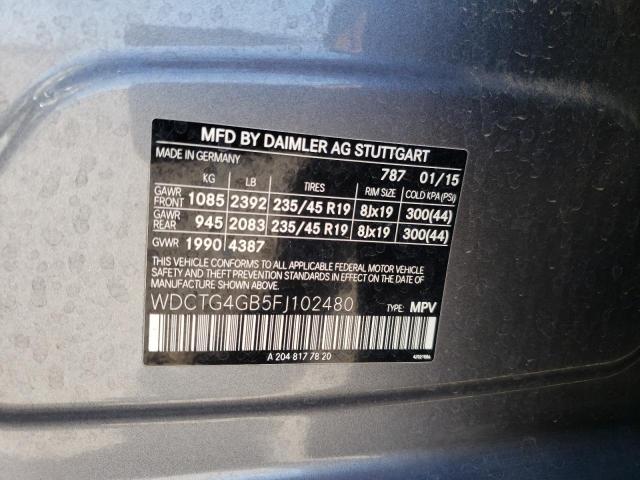 MFD BY DAIMLER AG STUTTGART
MADE IN GERMANY 787 01/15
KG LB TIRES RIM SIZE COLD KPA (PSI)
GAWR FRONT 1085 2392 235/45 R19 8Jx19 300(44)
GAWR REAR 945 2083 235/45 R19 8Jx19 300(44)
GVWR 1990 4387
THIS VEHICLE CONFORMS TO ALL APPLICABLE FEDERAL MOTOR VEHICLE
SAFETY AND THEFT PREVENTION STANDARDS IN EFFECT ON THE DATE OF
MANUFACTURE SHOWN ABOVE.
WDCTG4GB5FJ102480 TYPE: MPV
A 204 817 78 20